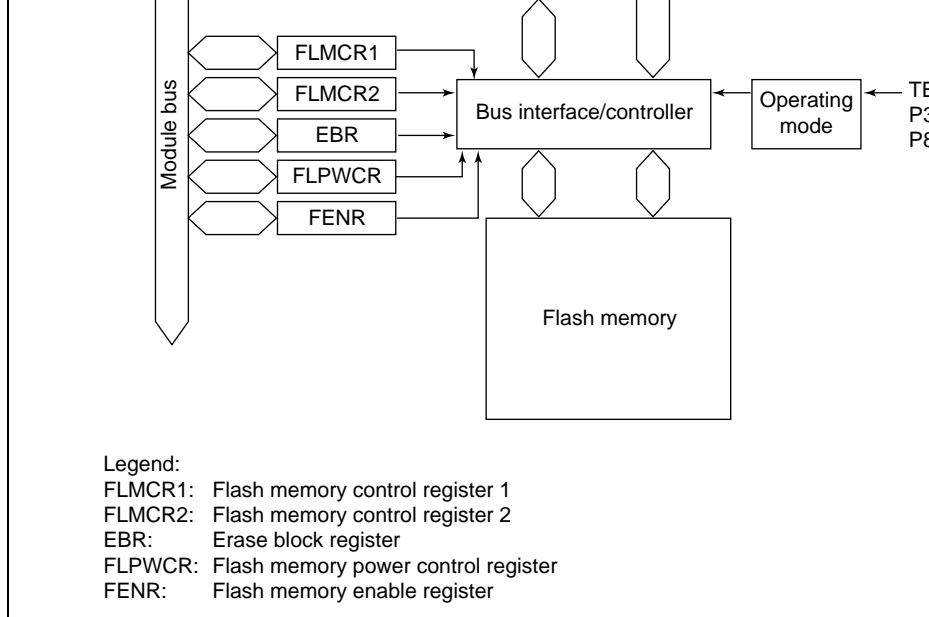 Module bus
FLMCR1
FLMCR2
EBR
FLPWCR
FENR
Bus interface/controller
Operating
mode
Flash memory
Legend:
FLMCR1: Flash memory control register 1
FLMCR2: Flash memory control register 2
EBR: Erase block register
FLPWCR: Flash memory power control register
FENR: Flash memory enable register